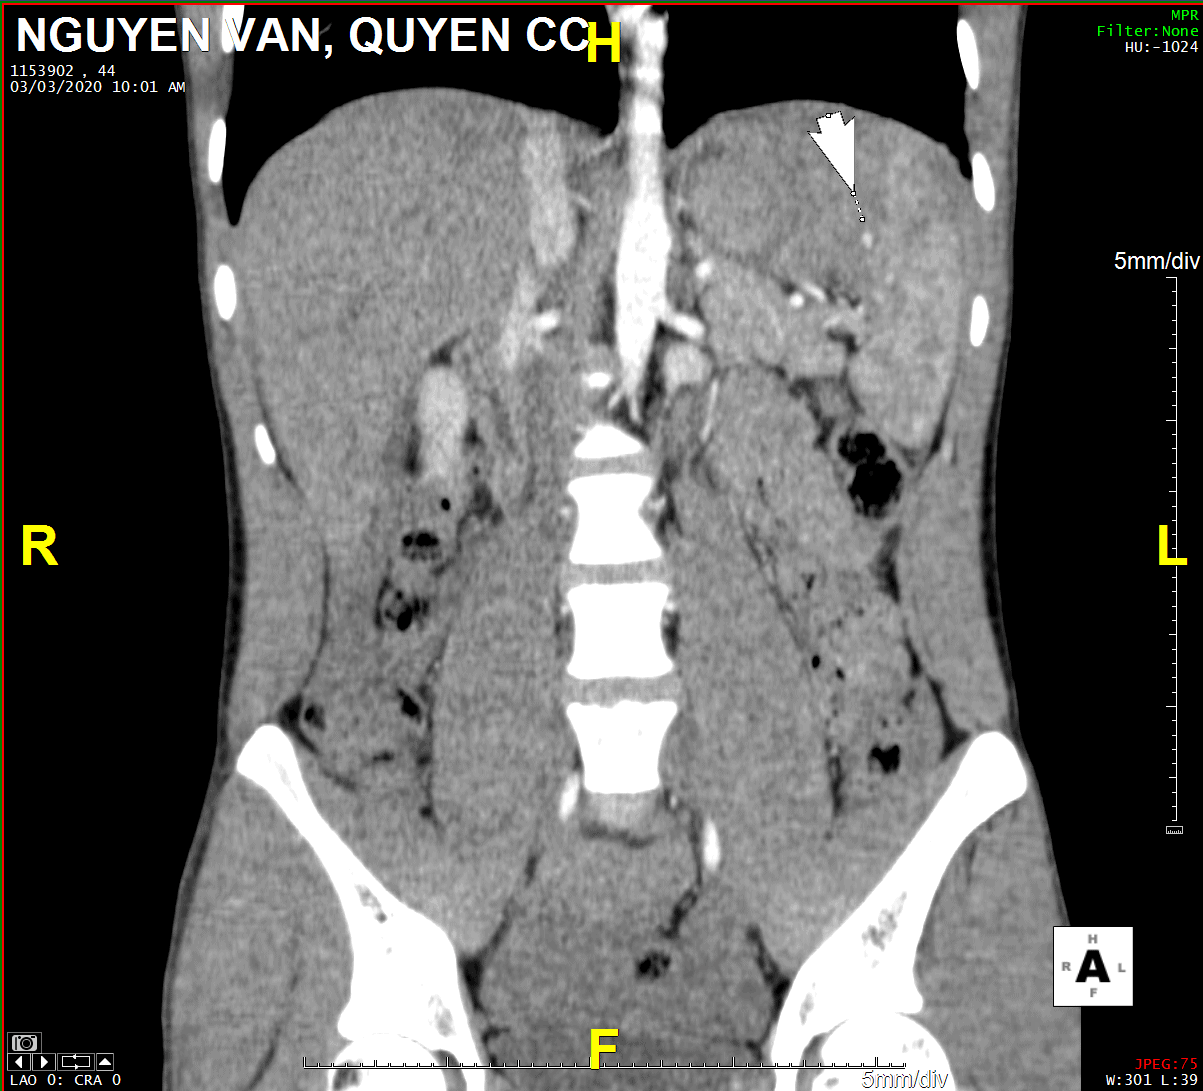 NGUYEN VAN, QUYEN CC
H
MPR
Filter:None
HU:-1024
1153902 , 44
03/03/2020 10:01 AM
5mm/div
R
L
H
R A L
F
F
5mm/div
JPEG:75
LAO 0: CRA 0
W:301 L:39